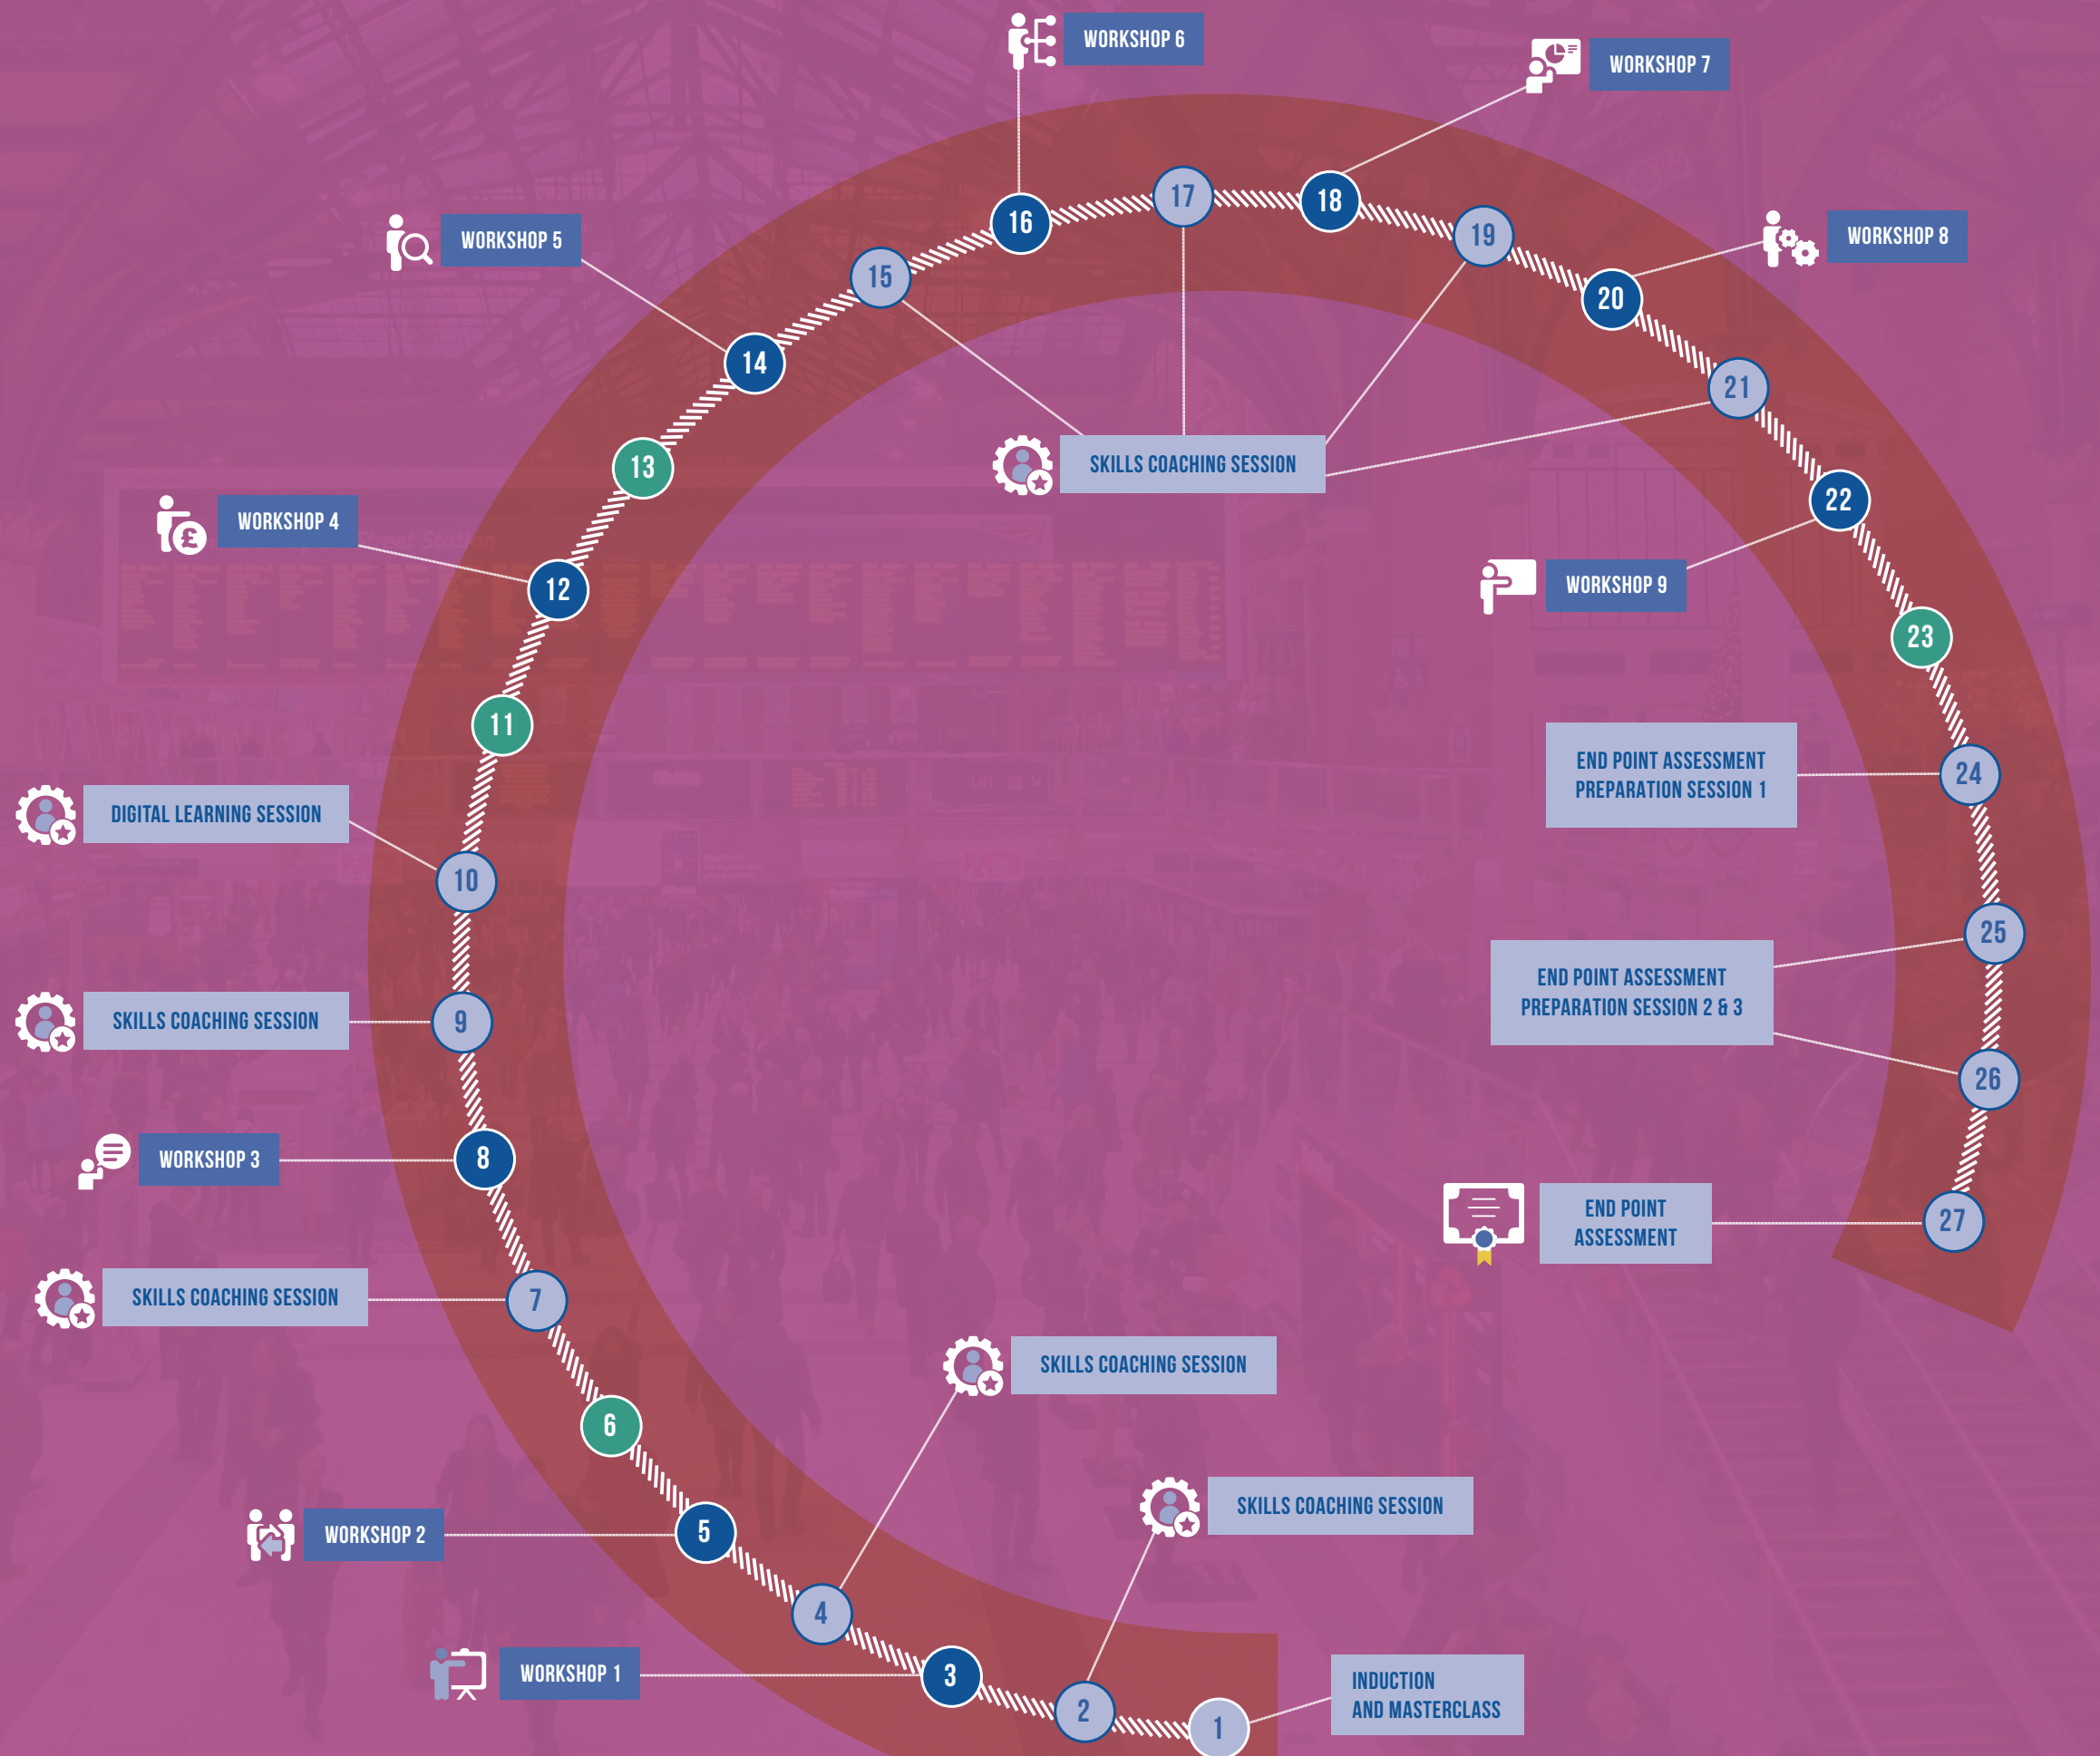 WORKSHOP 6
WORKSHOP 7
WORKSHOP 5
WORKSHOP 8
16
17
18
19
15
20
14
21
SKILLS COACHING SESSION
13
22
WORKSHOP 4
Street Station
12
WORKSHOP 9
23
11
END POINT ASSESSMENT
PREPARATION SESSION 1
24
DIGITAL LEARNING SESSION
10
25
END POINT ASSESSMENT
PREPARATION SESSION 2 & 3
SKILLS COACHING SESSION
9
26
WORKSHOP 3
8
END POINT
ASSESSMENT
27
SKILLS COACHING SESSION
7
SKILLS COACHING SESSION
6
SKILLS COACHING SESSION
WORKSHOP 2
5
4
WORKSHOP 1
3
2
1
INDUCTION
AND MASTERCLASS